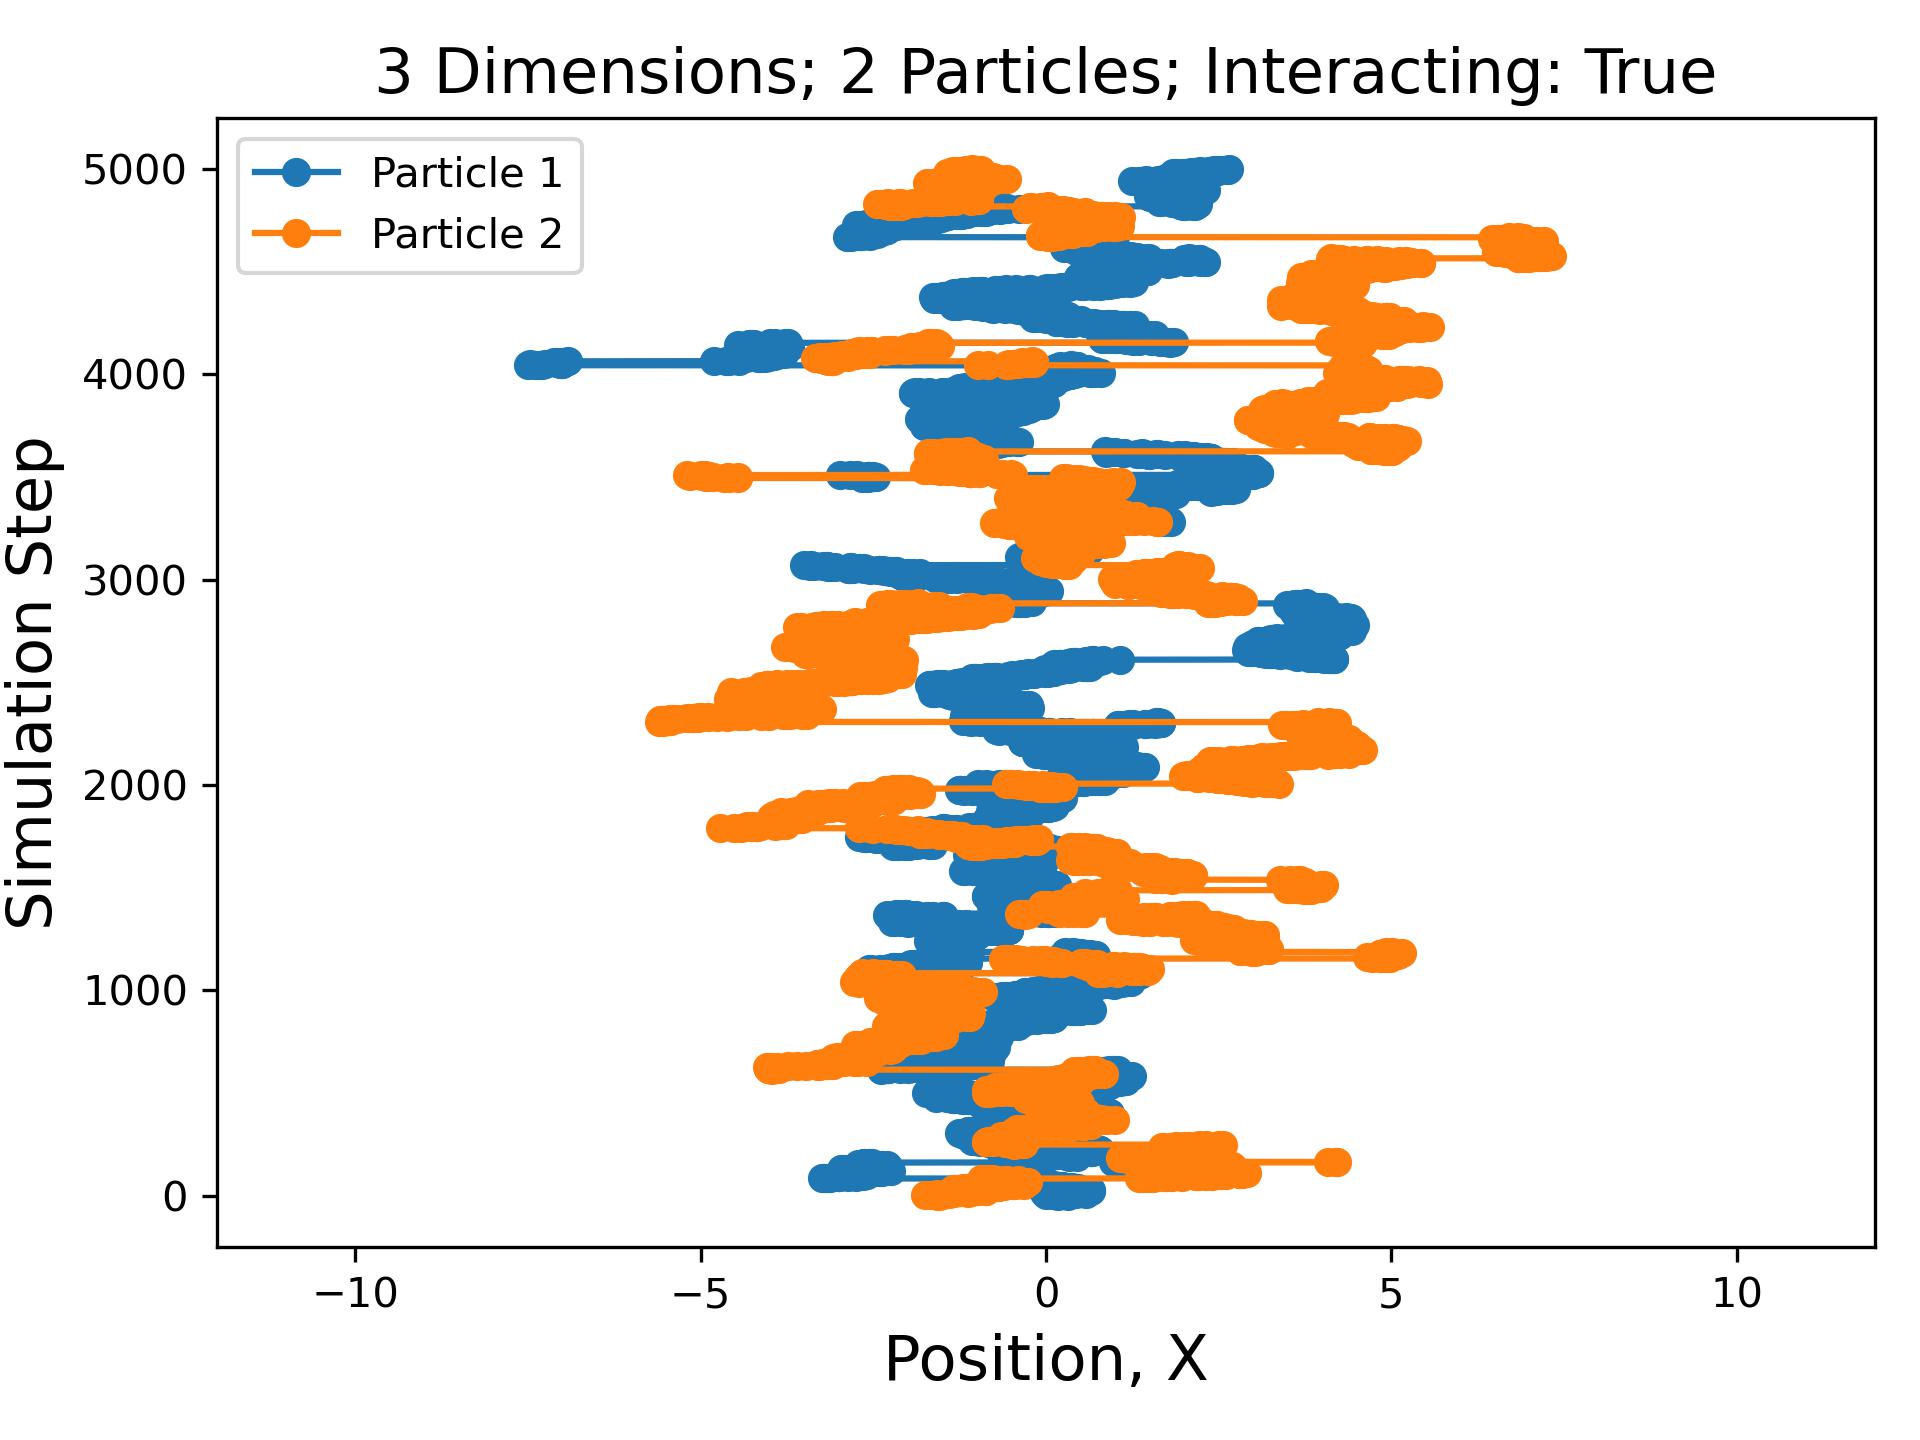 3 Dimensions; 2 Particles; Interacting: True
Particle 1
Particle 2
5000
4000
3000
2000
1000
0
Simulation Step
−10
−5
0
5
10
Position, X